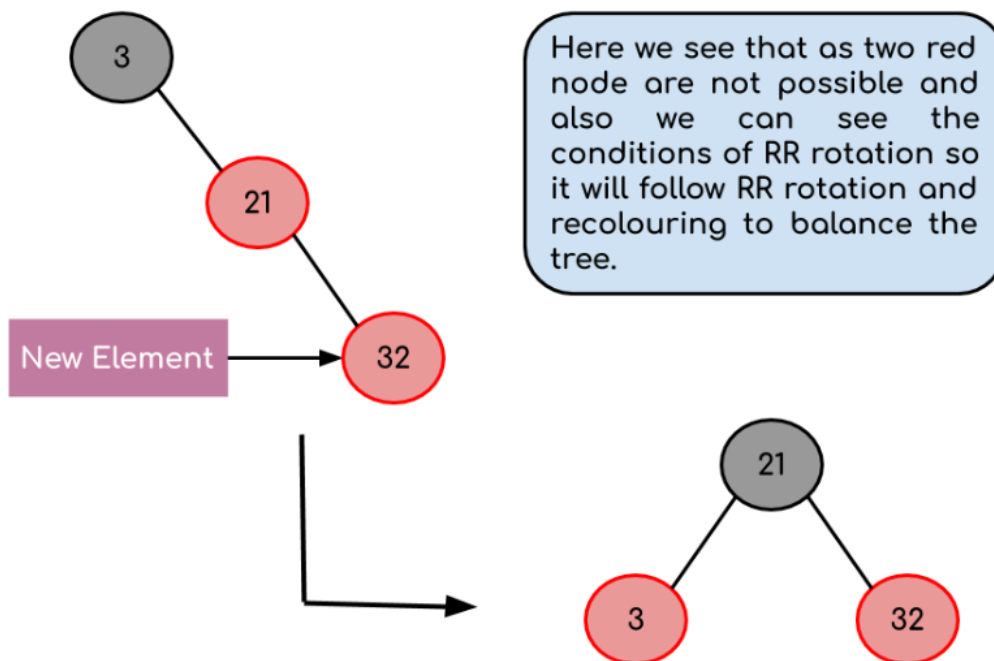 3
Here we see that as two red
node are not possible and
also we can see the
conditions of RR rotation so
it will follow RR rotation and
recolouring to balance the
tree.
21
New Element
32
21
3
32